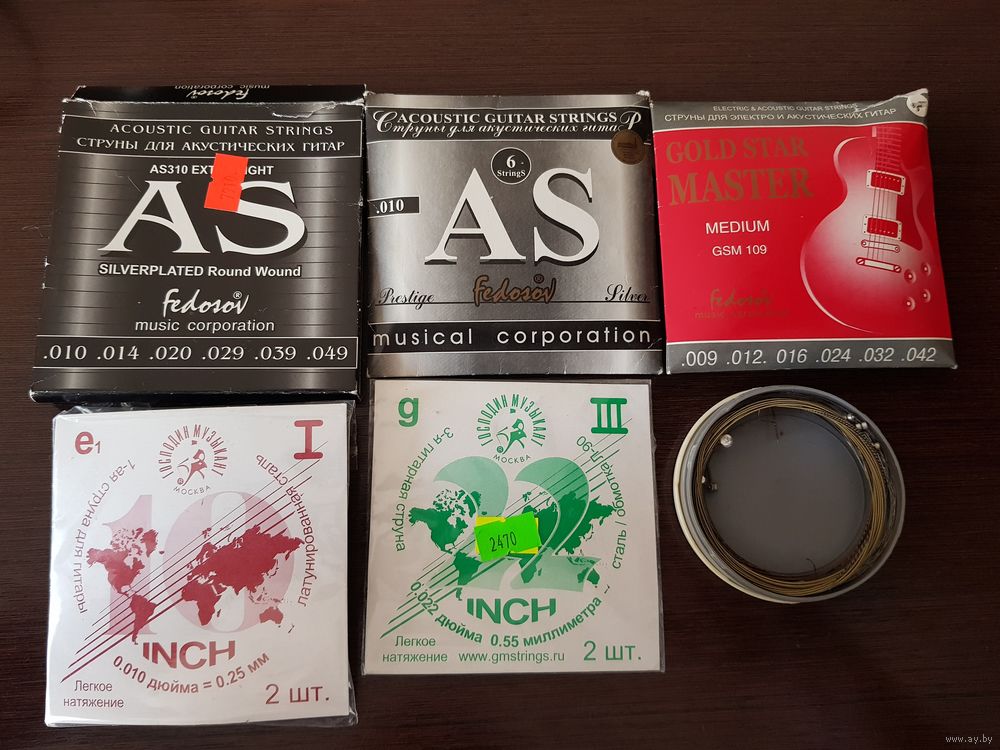 music corporation
fedosov
ACOUSTIC GUITAR STRINGS
СТРУНЫ ДЛЯ АКУСТИЧЕСКИХ ГИТАР
AS
SILVERPLATED Round Wound
fedosov®
music corporation
.010 .014 .020 .029 .039 .049
ACOUSTIC GUITAR STRINGS
Струны для акустических гитар
6
StringS
.010
AS
Prestige
fedosov®
Silver
musical corporation
ELECTRIC & ACOUSTIC GUITAR STRINGS
СТРУНЫ ДЛЯ ЭЛЕКТРО И АКУСТИЧЕСКИХ ГИТАР
GOLD STAR
MASTER
MEDIUM
GSM 109
fedosov
.009 .012. 016 .024 .032 .042
e1
I
ГОСПОДИН МУЗЫКАНТ
МОСКВА
1-ая струна для гитары
латунированная сталь
10
INCH
0.010 дюйма = 0.25 мм
Легкое
натяжение
2 шт.
g
III
ГОСПОДИН МУЗЫКАНТ
МОСКВА
3-я гитарная струна
сталь / обмотка Л-90
22
2470
INCH
0.022 дюйма 0.55 миллиметра
Легкое
натяжение
www.gmstrings.ru
2 шт.
www.ay.by